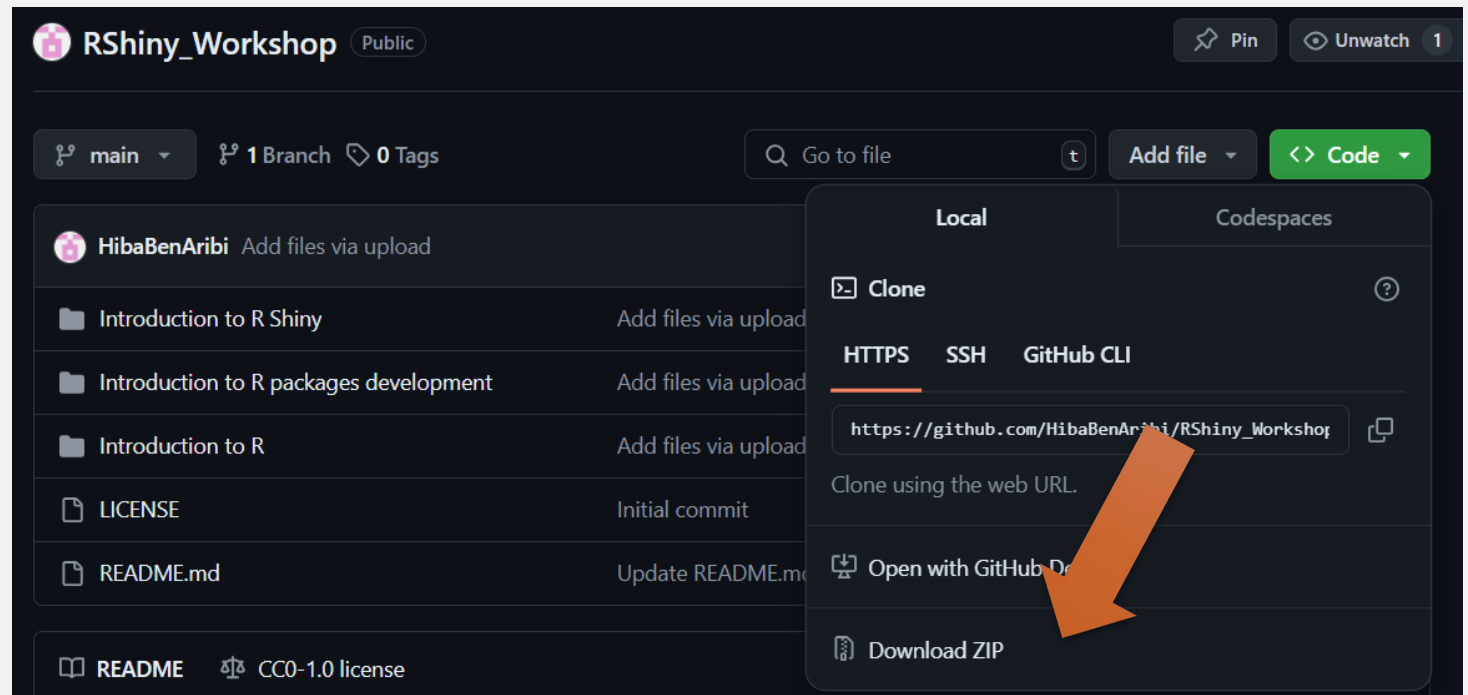 RShiny_Workshop Public
Pin
Unwatch 1
main
1 Branch
0 Tags
Go to file t
Add file
Code
HibaBenAribi Add files via upload
Introduction to R Shiny Add files via upload
Introduction to R packages development Add files via upload
Introduction to R Add files via upload
LICENSE Initial commit
README.md Update
README CC0-1.0 license
Local
Codespaces
Clone
HTTPS SSH GitHub CLI
https://github.com/HibaBenAribi/RShiny_Workshop
Clone using the web URL.
Open with GitHub
Download ZIP